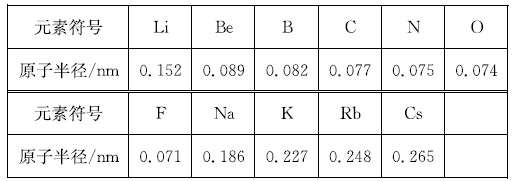 元素符号 Li Be B C N O
原子半径/nm 0.152 0.089 0.082 0.077 0.075 0.074
元素符号 F Na K Rb Cs
原子半径/nm 0.071 0.186 0.227 0.248 0.265